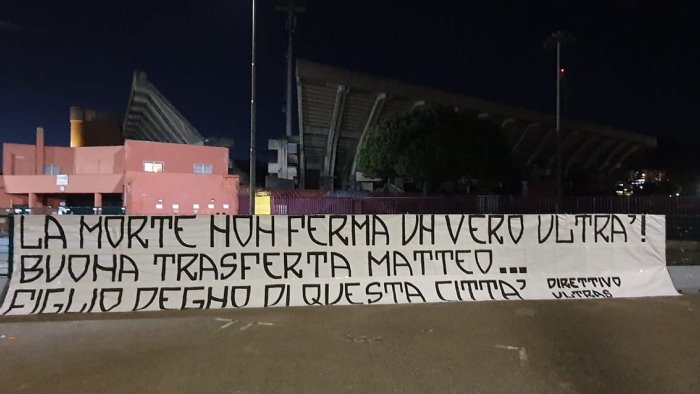 LA MORTE NON FERMA UN VERO ULTRA'!
BUONA TRASFERTA MATTEO...
FIGLIO DEGNO DI QUESTA CITTA'
DIRETTIVO
ULTRAS